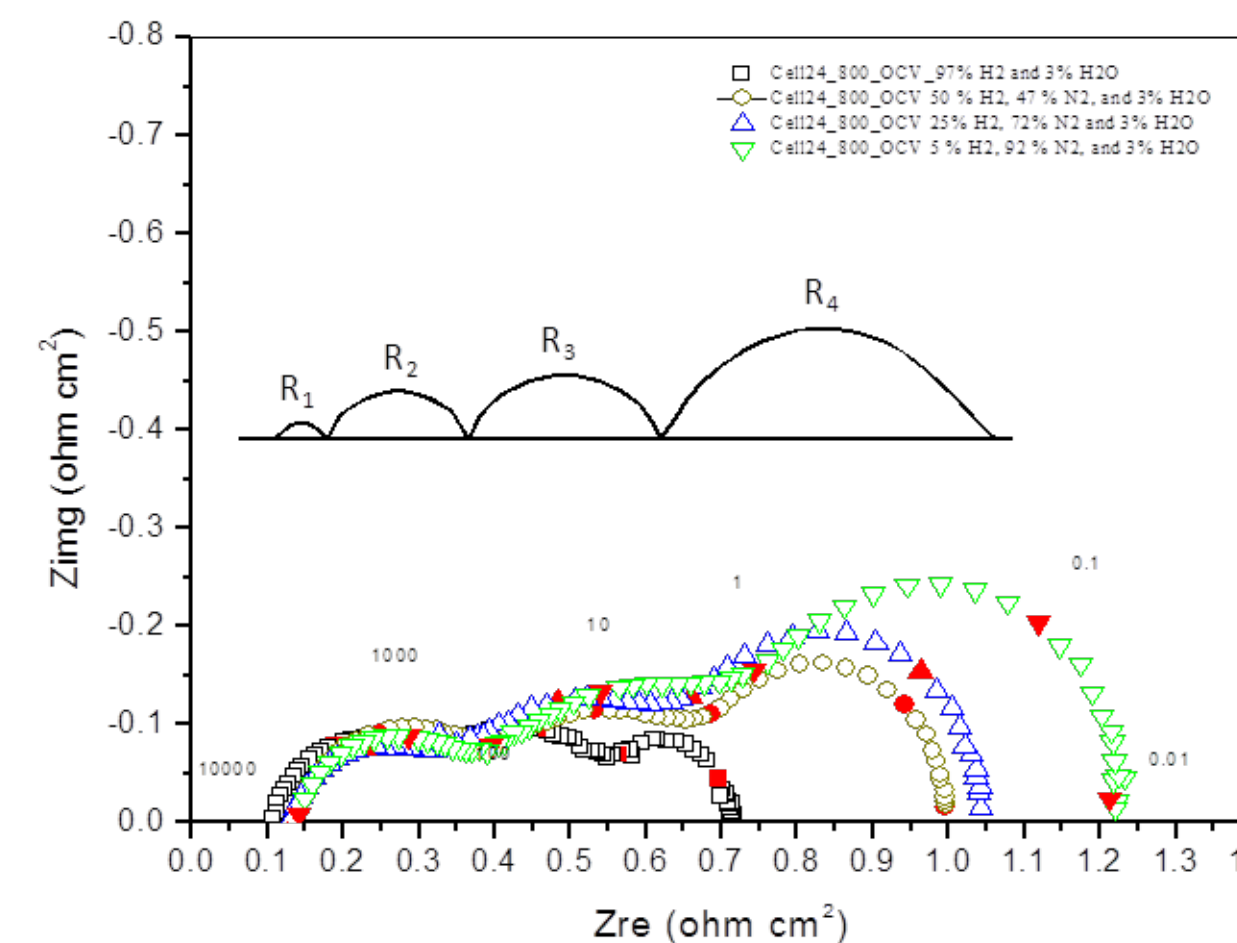 -0.8
-0.7
-0.6
-0.5
-0.4
-0.3
-0.2
-0.1
0.0
Zimg (ohm cm²)
Cell24_800_OCV_97% H2 and 3% H2O
Cell24_800_OCV 50 % H2, 47 % N2, and 3% H2O
Cell24_800_OCV 25% H2, 72% N2 and 3% H2O
Cell24_800_OCV 5 % H2, 92 % N2, and 3% H2O
R₁
R₂
R₃
R₄
10000
1000
10
1
0.1
0.01
0.0 0.1 0.2 0.3 0.4 0.5 0.6 0.7 0.8 0.9 1.0 1.1 1.2 1.3
Zre (ohm cm²)